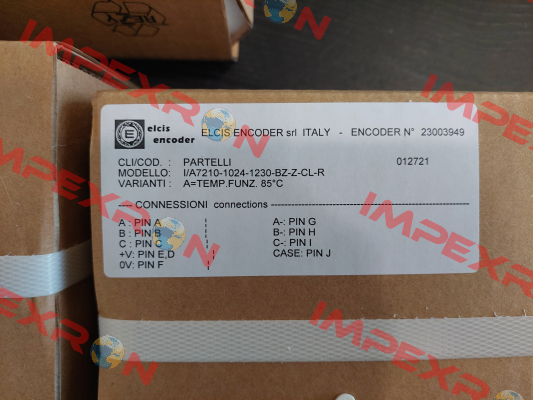 elcis
encoder
ELCIS ENCODER srl ITALY - ENCODER N° 23003949
CLI/COD. : PARTELLI 012721
MODELLO: I/A7210-1024-1230-BZ-Z-CL-R
VARIANTI : A=TEMP.FUNZ. 85°C
---- CONNESSIONI connections ----
A : PIN A A-: PIN G
B : PIN B B-: PIN H
C : PIN C C-: PIN I
+V: PIN E,D CASE: PIN J
0V: PIN F
IMPEXRON
IMPEXRON
IMPEXRON
IMPEXRON